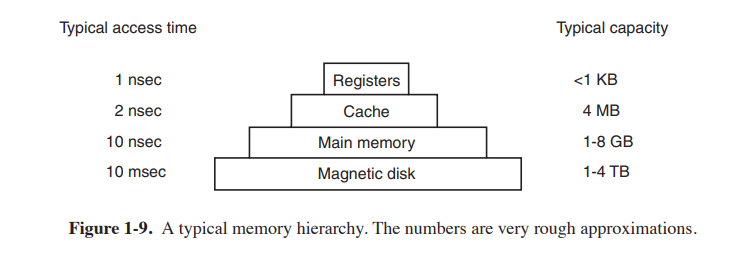 Typical access time Typical capacity
1 nsec Registers <1 KB
2 nsec Cache 4 MB
10 nsec Main memory 1-8 GB
10 msec Magnetic disk 1-4 TB
Figure 1-9. A typical memory hierarchy. The numbers are very rough approximations.